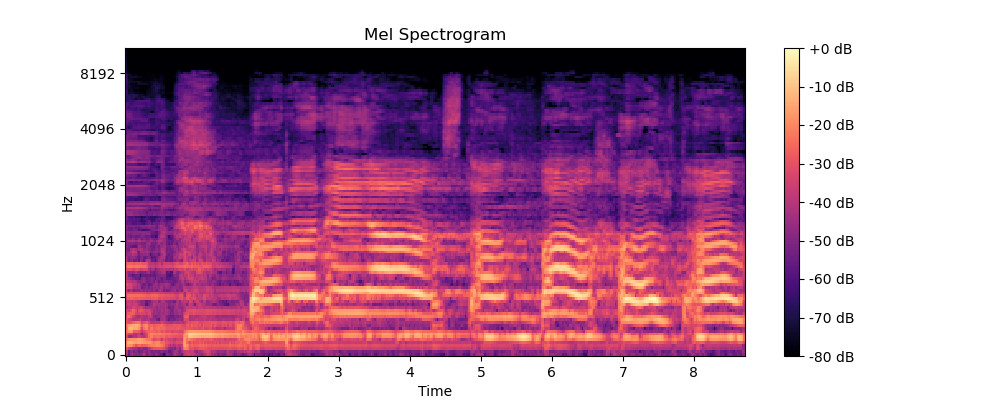 Mel Spectrogram
Hz
8192
4096
2048
1024
512
0
0 1 2 3 4 5 6 7 8
Time
+0 dB
-10 dB
-20 dB
-30 dB
-40 dB
-50 dB
-60 dB
-70 dB
-80 dB